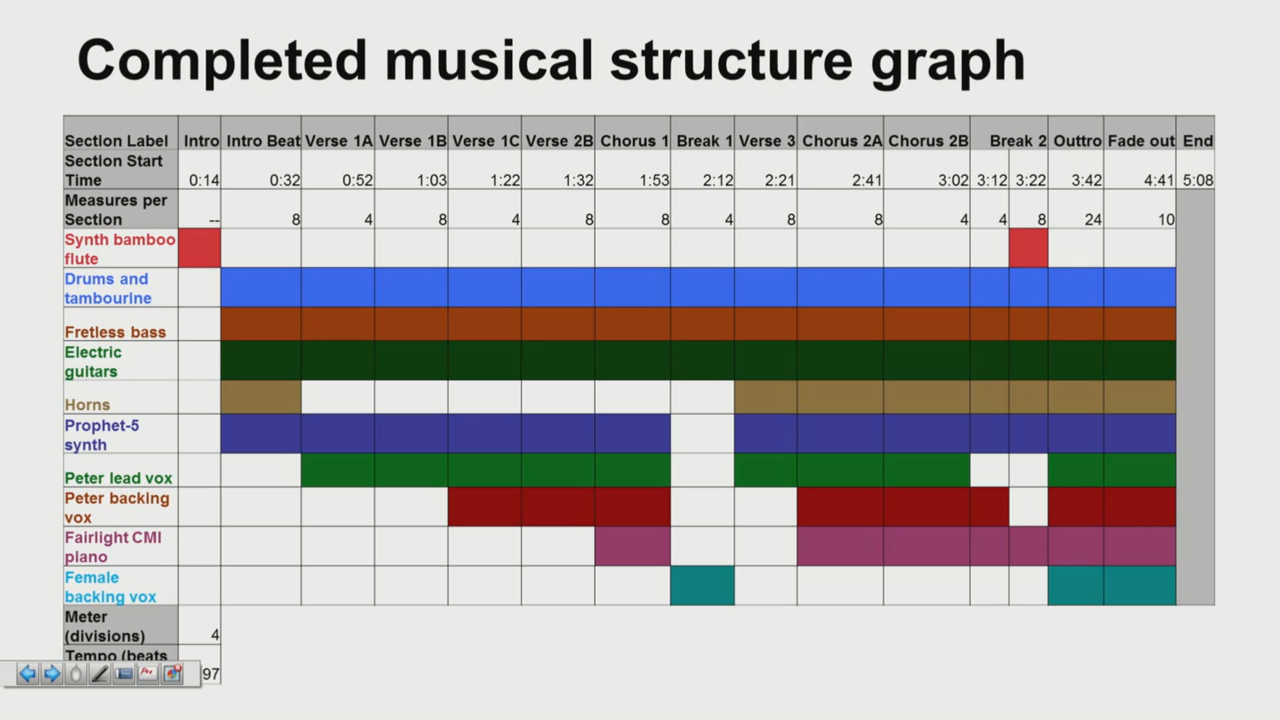 Completed musical structure graph
Section Label Intro Intro Beat Verse 1A Verse 1B Verse 1C Verse 2B Chorus 1 Break 1 Verse 3 Chorus 2A Chorus 2B Break 2 Outtro Fade out End
Section Start
Time 0:14 0:32 0:52 1:03 1:22 1:32 1:53 2:12 2:21 2:41 3:02 3:12 3:22 3:42 4:41 5:08
Measures per
Section -- 8 4 8 4 8 8 4 8 8 4 4 8 24 10
Synth bamboo
flute
Drums and
tambourine
Fretless bass
Electric
guitars
Horns
Prophet-5
synth
Peter lead vox
Peter backing
vox
Fairlight CMI
piano
Female
backing vox
Meter
(divisions) 4
Tempo (beats
97